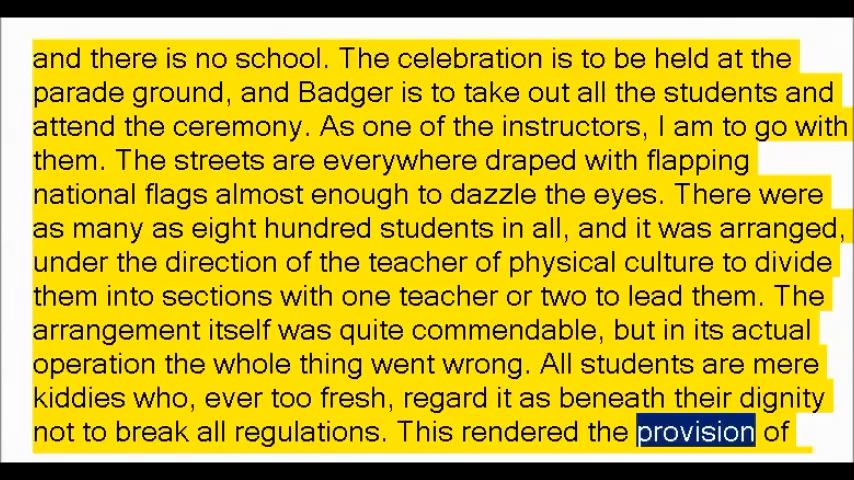 and there is no school. The celebration is to be held at the
parade ground, and Badger is to take out all the students and
attend the ceremony. As one of the instructors, I am to go with
them. The streets are everywhere draped with flapping
national flags almost enough to dazzle the eyes. There were
as many as eight hundred students in all, and it was arranged,
under the direction of the teacher of physical culture to divide
them into sections with one teacher or two to lead them. The
arrangement itself was quite commendable, but in its actual
operation the whole thing went wrong. All students are mere
kiddies who, ever too fresh, regard it as beneath their dignity
not to break all regulations. This rendered the provision of